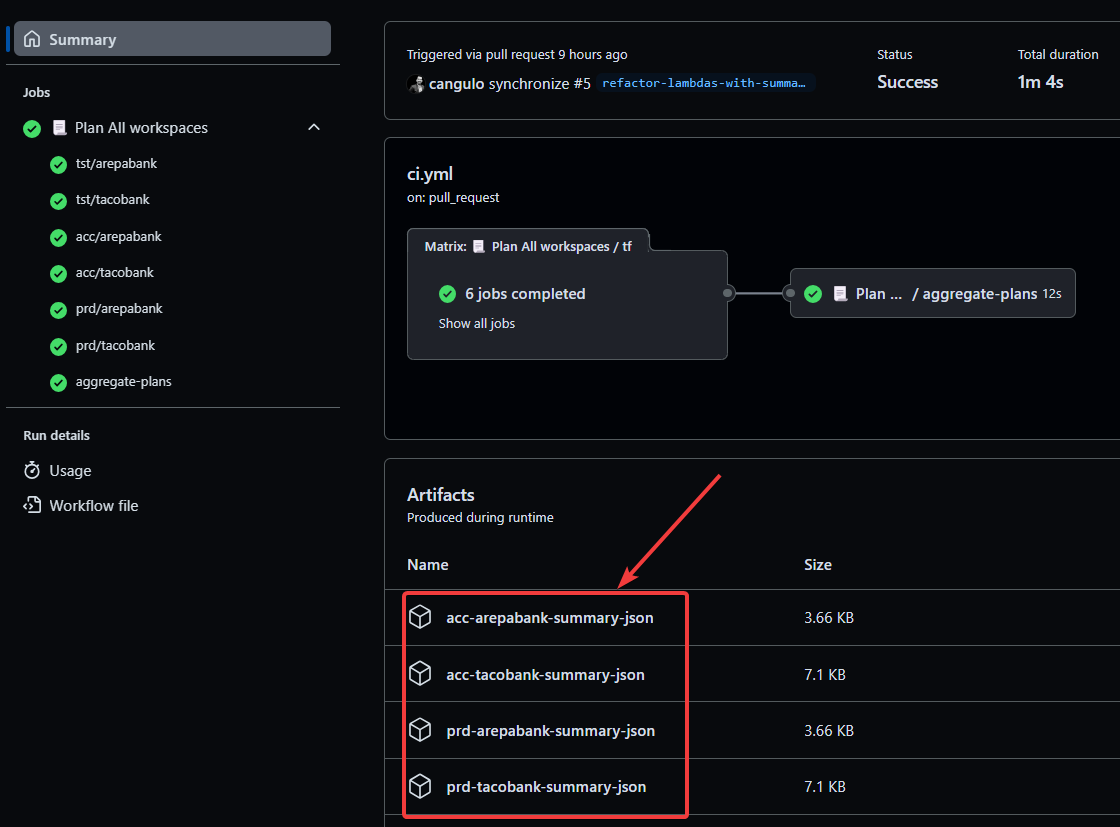 Summary
Jobs
Plan All workspaces
tst/arepabank
tst/tacobank
acc/arepabank
acc/tacobank
prd/arepabank
prd/tacobank
aggregate-plans
Run details
Usage
Workflow file
Triggered via pull request 9 hours ago
cangulo synchronize #5 refactor-lambdas-with-summa…
Status
Success
Total duration
1m 4s
ci.yml
on: pull_request
Matrix: Plan All workspaces / tf
6 jobs completed
Show all jobs
Plan ... / aggregate-plans 12s
Artifacts
Produced during runtime
Name Size
acc-arepabank-summary-json 3.66 KB
acc-tacobank-summary-json 7.1 KB
prd-arepabank-summary-json 3.66 KB
prd-tacobank-summary-json 7.1 KB